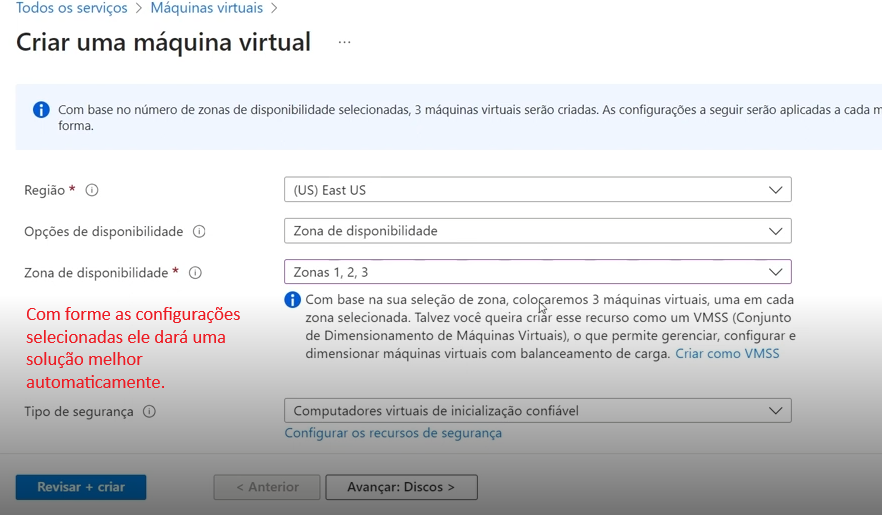 Todos os serviços > Máquinas virtuais >
Criar uma máquina virtual ...
Com base no número de zonas de disponibilidade selecionadas, 3 máquinas virtuais serão criadas. As configurações a seguir serão aplicadas a cada m
forma.
Região *
(US) East US
Opções de disponibilidade
Zona de disponibilidade
Zona de disponibilidade *
Zonas 1, 2, 3
Com base na sua seleção de zona, colocaremos 3 máquinas virtuais, uma em cada
zona selecionada. Talvez você queira criar esse recurso como um VMSS (Conjunto
de Dimensionamento de Máquinas Virtuais), o que permite gerenciar, configurar e
dimensionar máquinas virtuais com balanceamento de carga. Criar como VMSS
Com forme as configurações
selecionadas ele dará uma
solução melhor
automaticamente.
Tipo de segurança
Computadores virtuais de inicialização confiável
Configurar os recursos de segurança
Revisar + criar
< Anterior
Avançar: Discos >